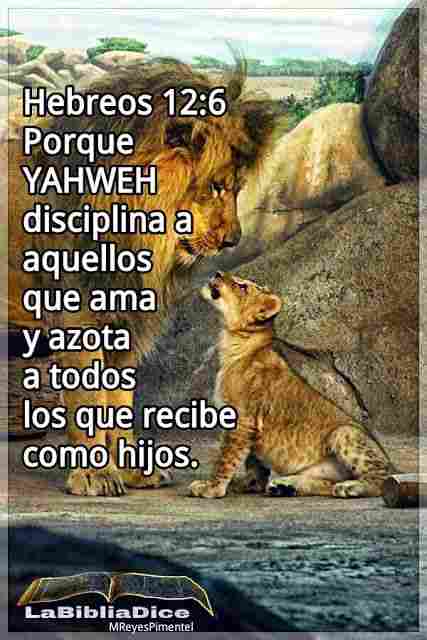 Hebreos 12:6
Porque
YAHWEH
disciplina a
aquellos
que ama
y azota
a todos
los que recibe
como hijos.
LaBibliaDice
MReyesPimentel